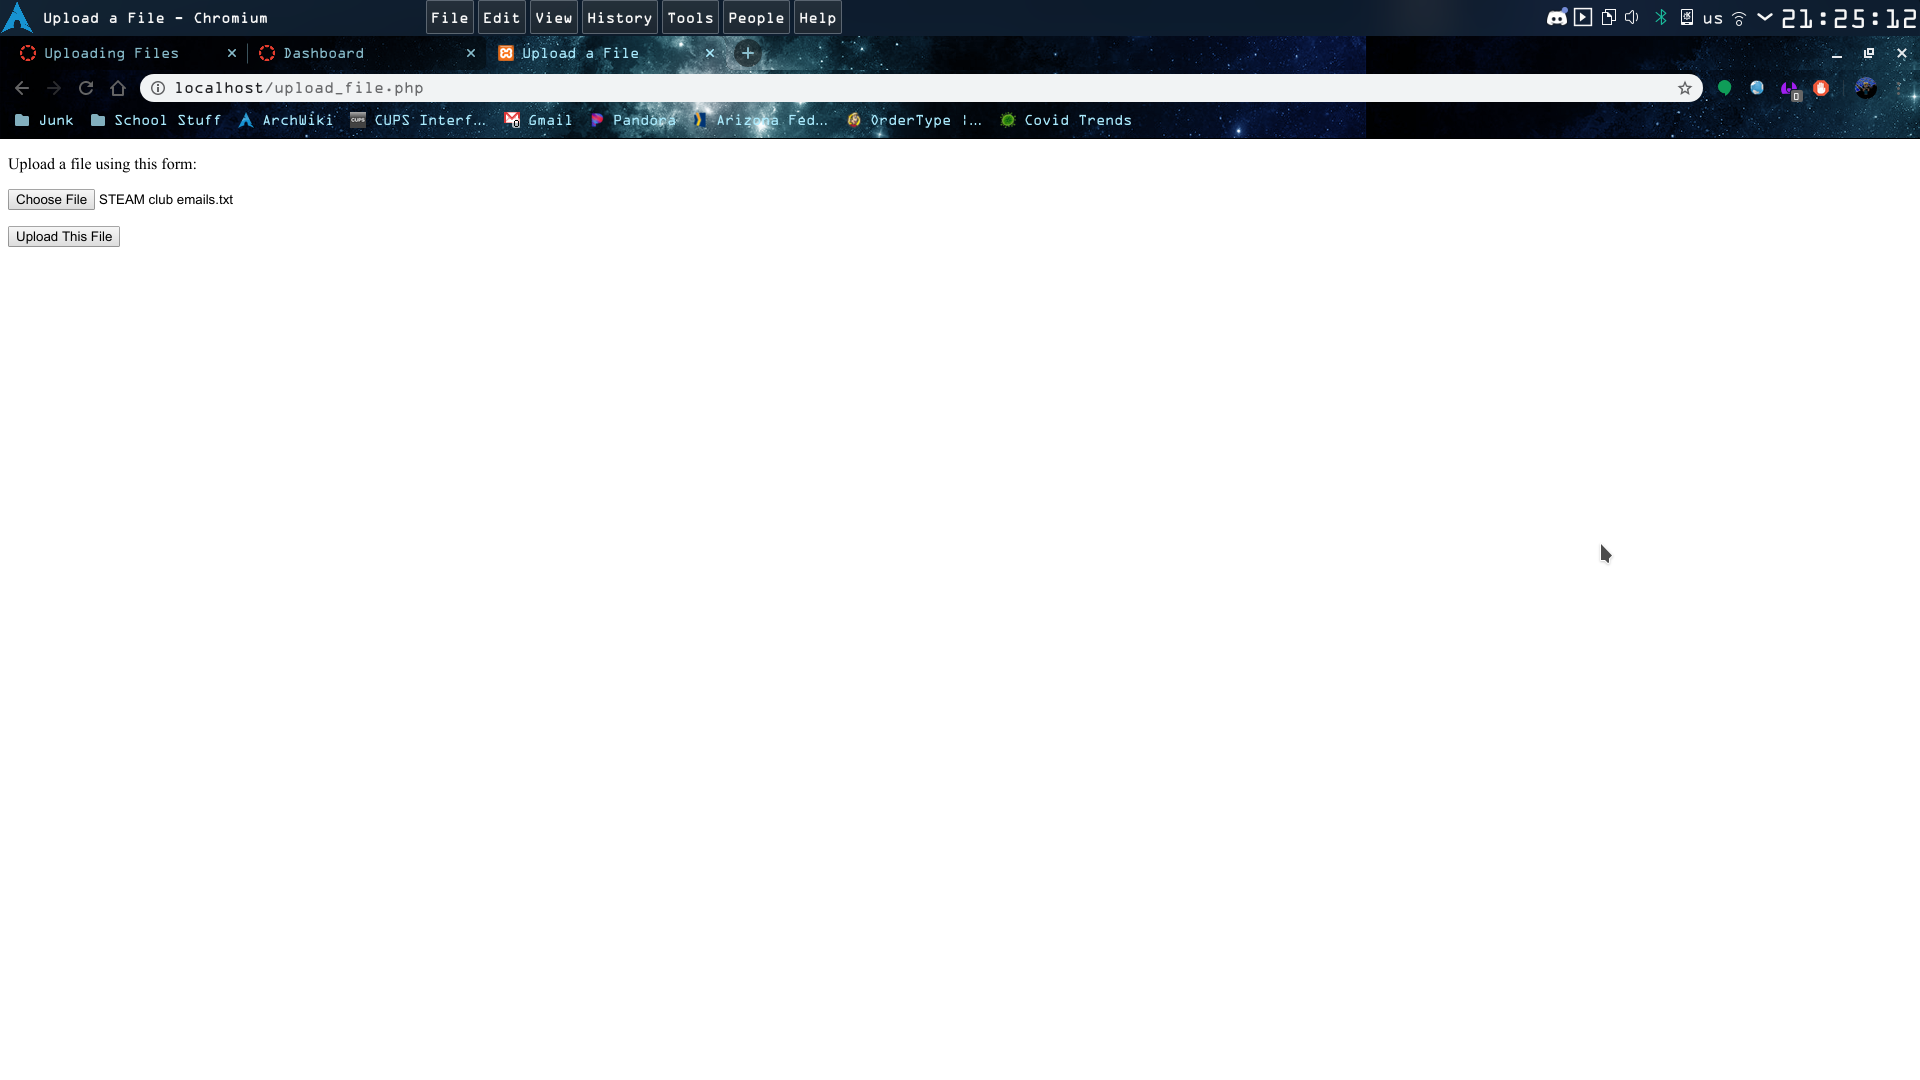 Upload a File - Chromium File Edit View History Tools People Help us 21:25:12
Uploading Files Dashboard Upload a File
localhost/upload_file.php
Junk School Stuff ArchWiki CUPS Interf... Gmail Pandora Arizona Fed... OrderType |... Covid Trends
Upload a file using this form:
Choose File STEAM club emails.txt
Upload This File